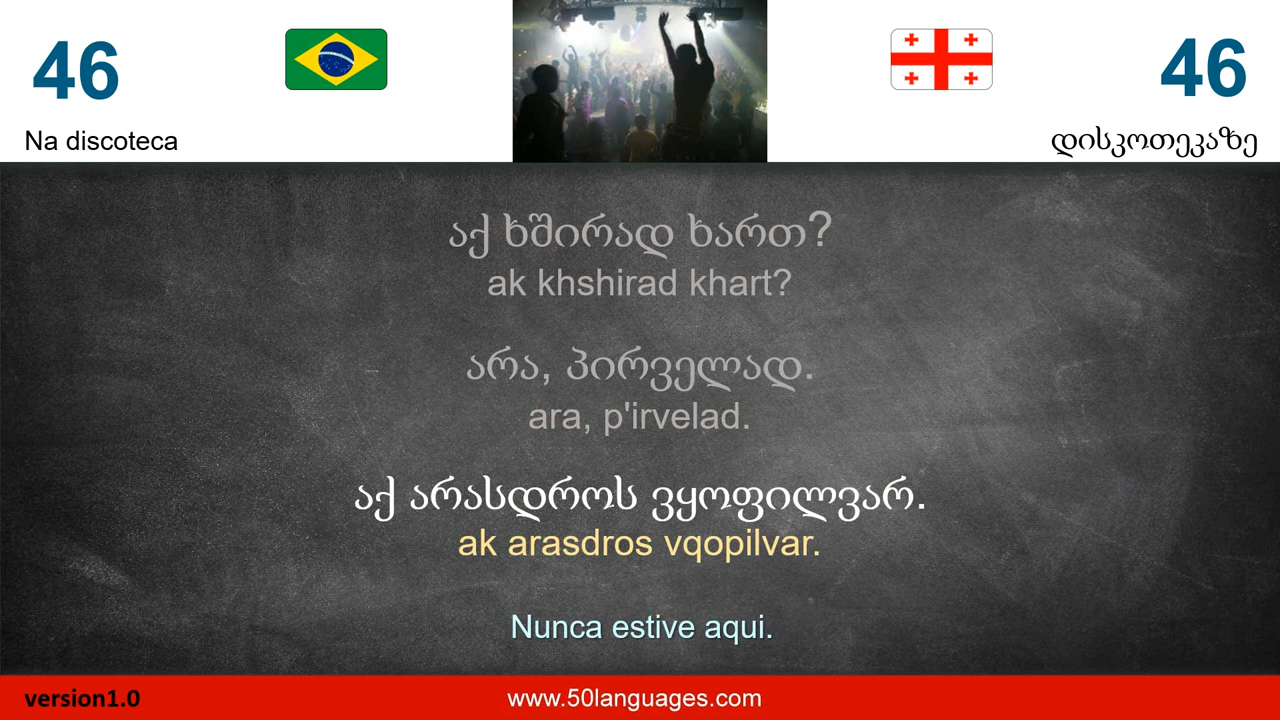 46
46
Na discoteca
დისკოთეკაზე
აქ ხშირად ხართ?
ak khshirad khart?
არა, პირველად.
ara, p'irvelad.
აქ არასდროს ვყოფილვარ.
ak arasdros vqopilvar.
Nunca estive aqui.
version1.0
www.50languages.com